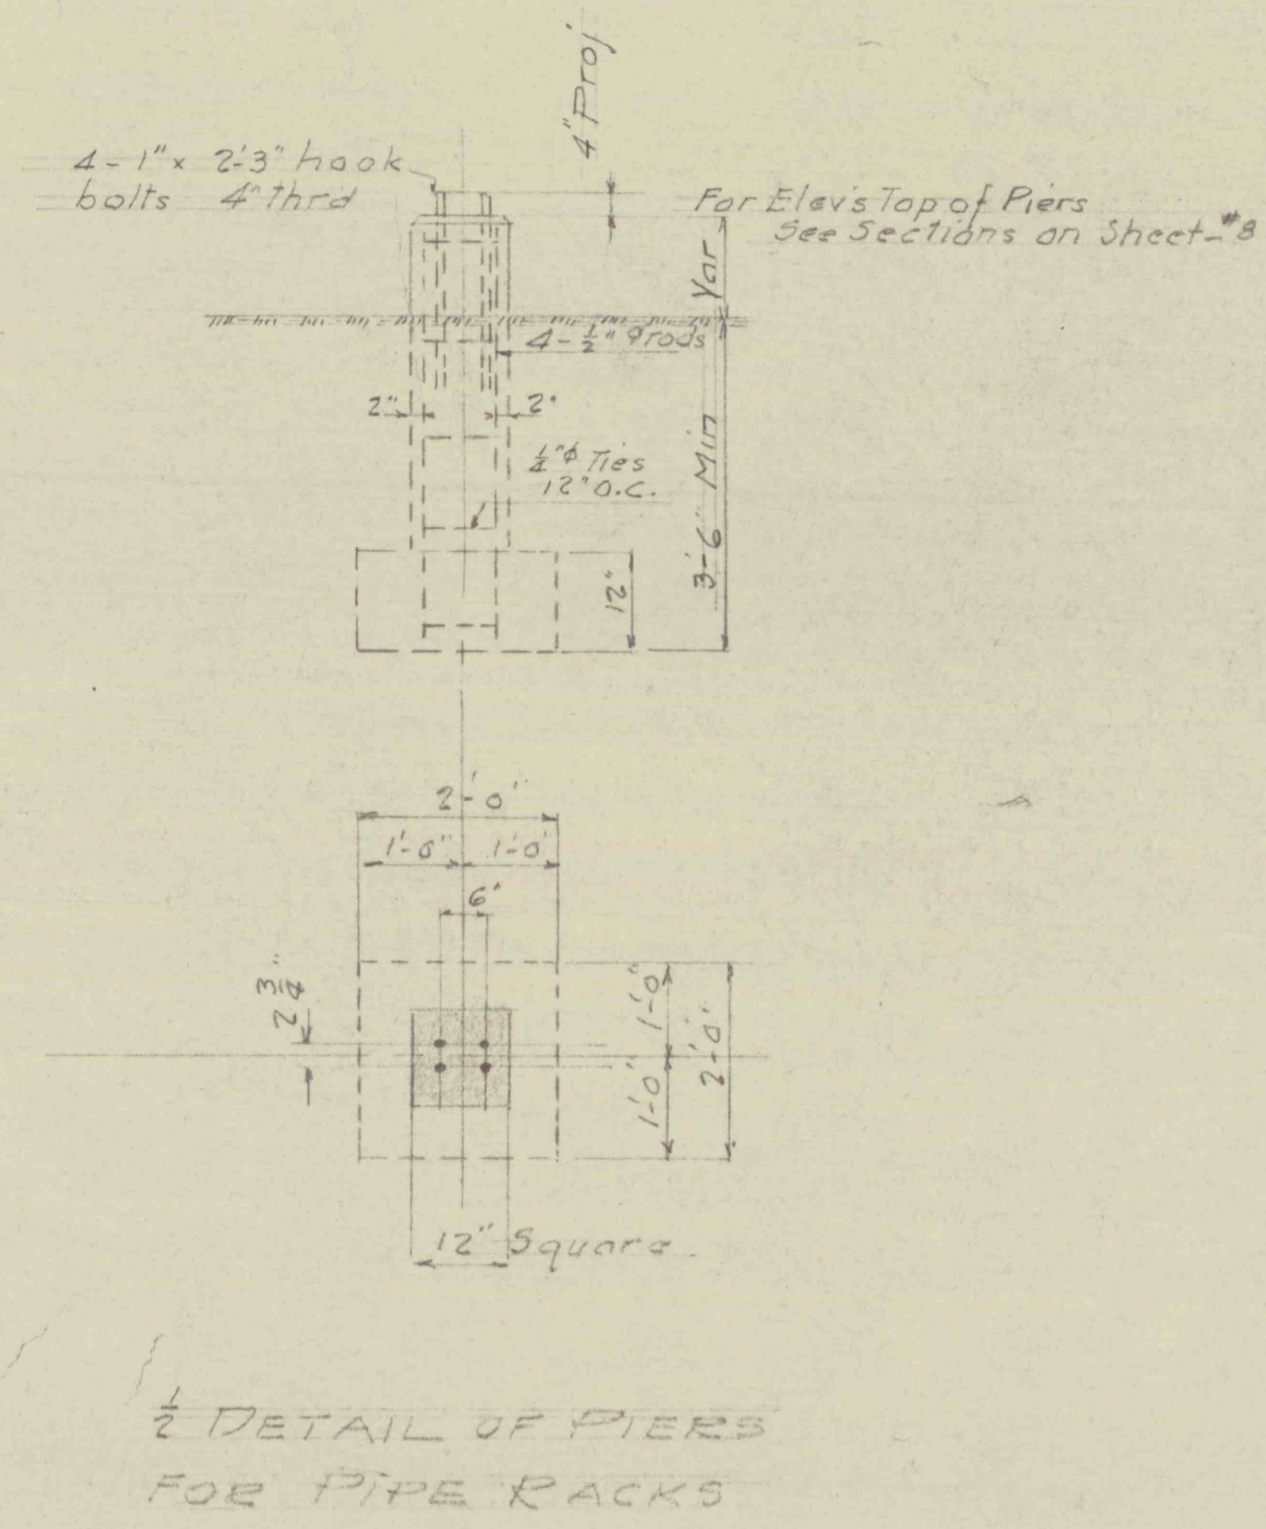 4" Proj
4-1"x 2'-3" hook
bolts 4" thr'd
For Elev's Top of Piers
See Sections on Sheet-#8
Var
4-½"φ rods
2"
2"
¼"φ Ties
12" O.C.
3'-6" Min
12"
2'-0"
1'-0"
1'-0"
6"
2¾"
1'-0"
1'-0"
2'-0"
12" Square
½ DETAIL OF PIERS
FOR PIPE RACKS